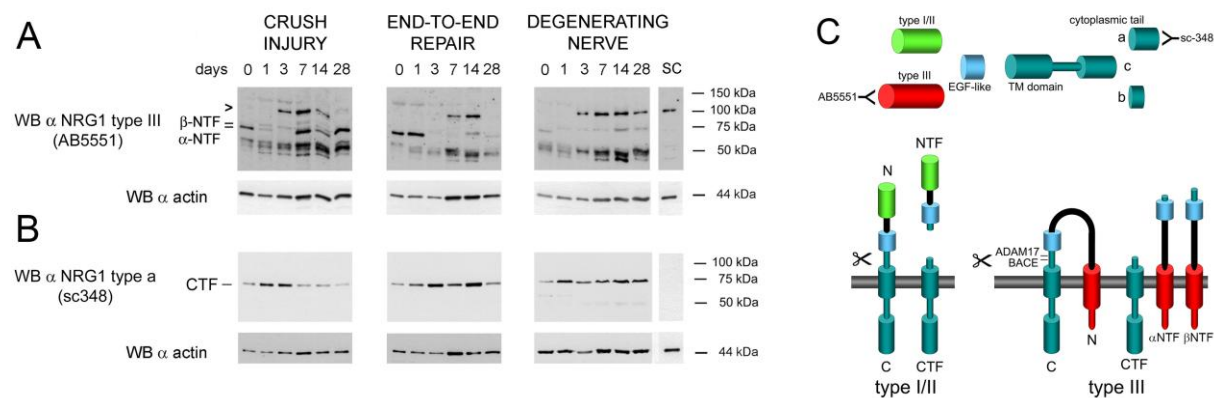 A
CRUSH
INJURY
END-TO-END
REPAIR
DEGENERATING
NERVE
days
0 1 3 7 14 28
0 1 3 7 14 28
0 1 3 7 14 28 SC
>
β-NTF
α-NTF
WB α NRG1 type III
(AB5551)
150 kDa
100 kDa
75 kDa
50 kDa
WB α actin
44 kDa
B
WB α NRG1 type a
(sc348)
CTF
100 kDa
75 kDa
50 kDa
WB α actin
44 kDa
C
type I/II
cytoplasmic tail
a
sc-348
type III
AB5551
EGF-like
TM domain
c
b
NTF
N
ADAM17
BACE
C
CTF
type I/II
N
C
CTF
αNTF
βNTF
type III